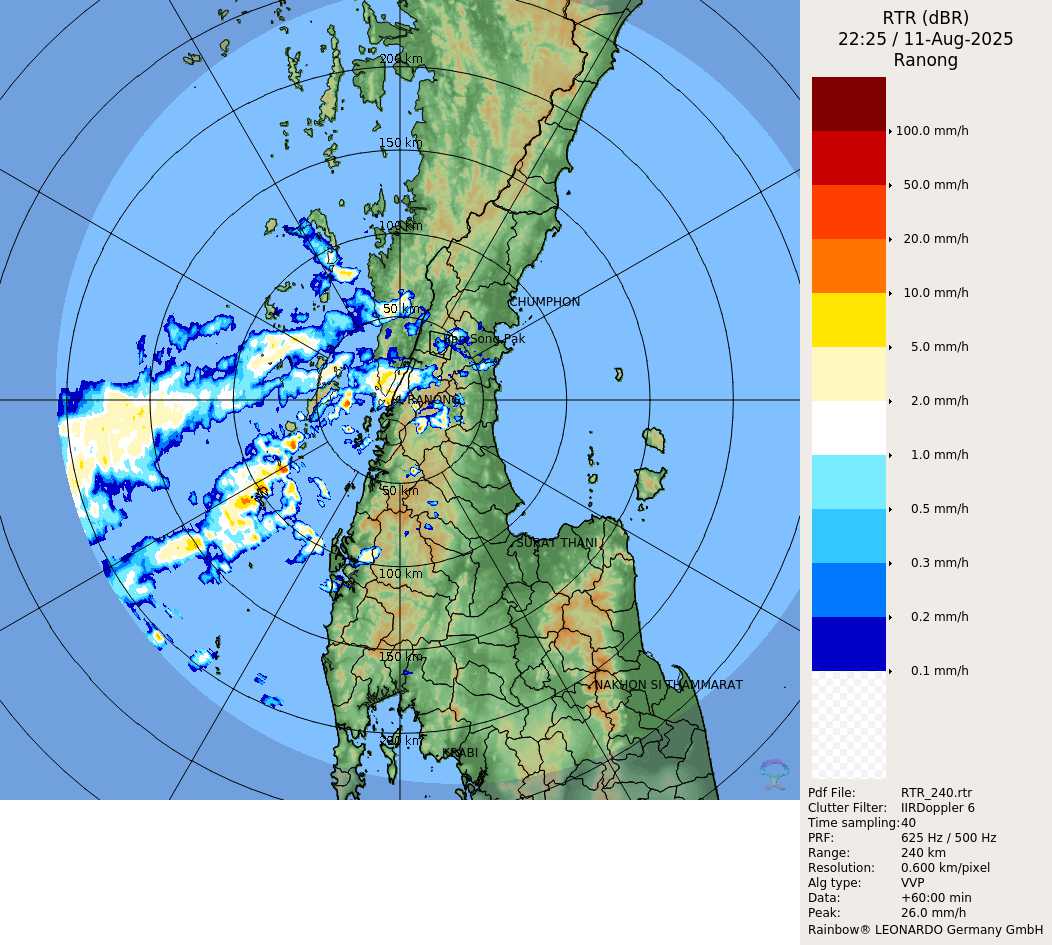 RTR (dBR)
22:25 / 11-Aug-2025
Ranong
100.0 mm/h
50.0 mm/h
20.0 mm/h
10.0 mm/h
5.0 mm/h
2.0 mm/h
1.0 mm/h
0.5 mm/h
0.3 mm/h
0.2 mm/h
0.1 mm/h
Pdf File: RTR_240.rtr
Clutter Filter: IIRDoppler 6
Time sampling: 40
PRF: 625 Hz / 500 Hz
Range: 240 km
Resolution: 0.600 km/pixel
Alg type: VVP
Data: +60:00 min
Peak: 26.0 mm/h
Rainbow® LEONARDO Germany GmbH
200 km
150 km
100 km
CHUMPHON
50 km
Song Pak
RANONG
50 km
SURAT THANI
100 km
150 km
NAKHON SI THAMMARAT
200 km
KRABI